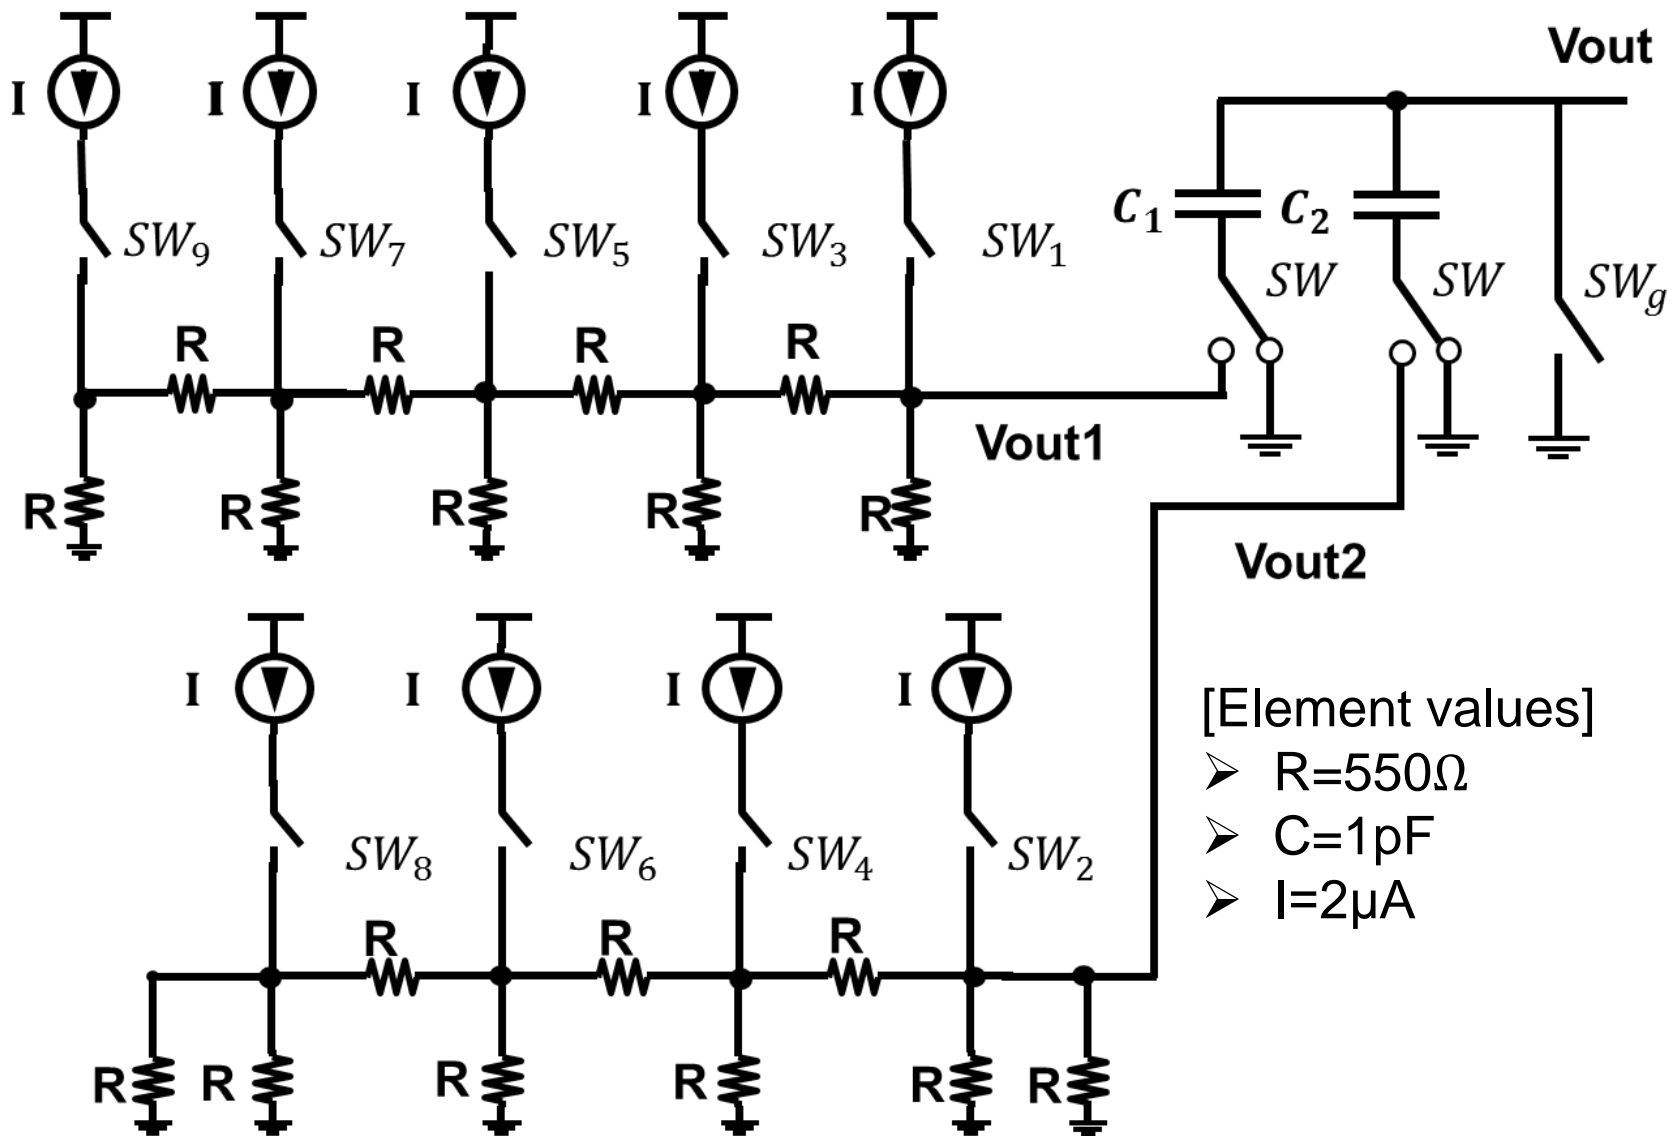 I I I I I
Vout
C₁ C₂
SW₉ SW₇ SW₅ SW₃ SW₁
SW SW SW_g
R R R R
Vout1
R R R R R
Vout2
I I I I
[Element values]
➢ R=550Ω
➢ C=1pF
➢ I=2µA
SW₈ SW₆ SW₄ SW₂
R R R
R R R R R R